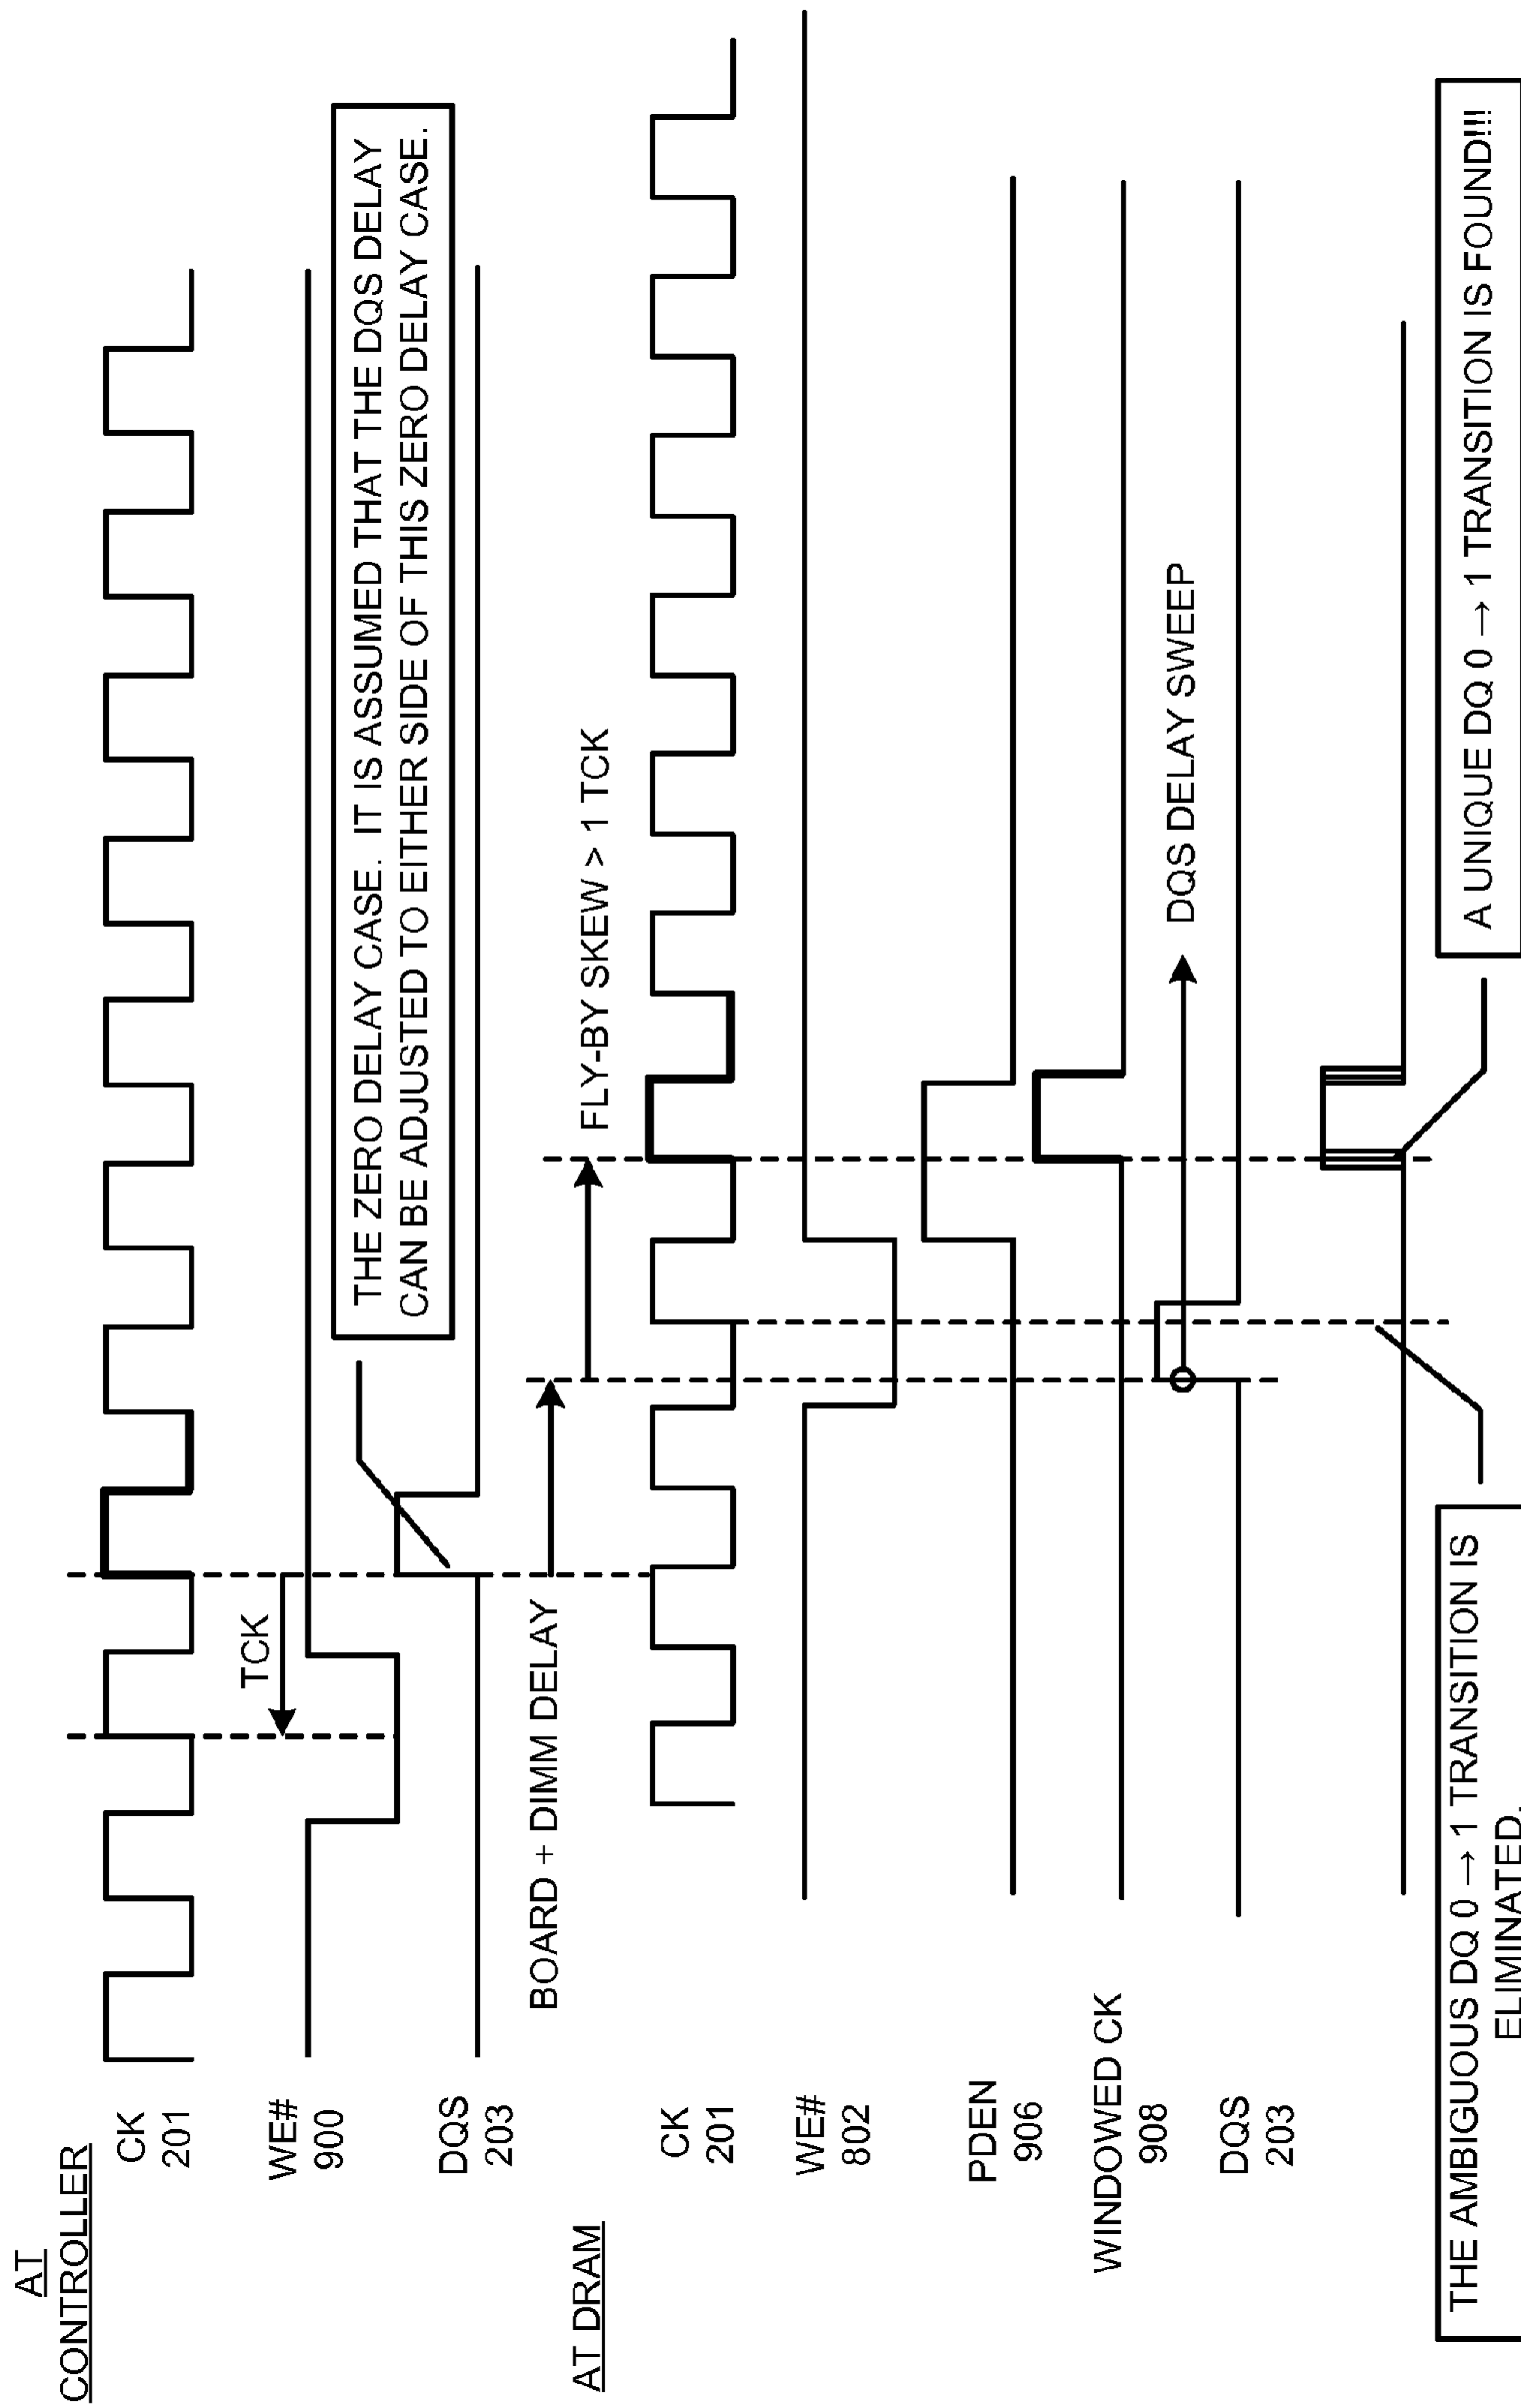 AT
CONTROLLER
CK
201
TCK
WE#
900
THE ZERO DELAY CASE. IT IS ASSUMED THAT THE DQS DELAY
CAN BE ADJUSTED TO EITHER SIDE OF THIS ZERO DELAY CASE.
DQS
203
BOARD + DIMM DELAY
FLY-BY SKEW > 1 TCK
AT DRAM
CK
201
WE#
802
PDEN
906
WINDOWED CK
908
DQS DELAY SWEEP
DQS
203
THE AMBIGUOUS DQ 0 → 1 TRANSITION IS
ELIMINATED.
A UNIQUE DQ 0 → 1 TRANSITION IS FOUND!!!